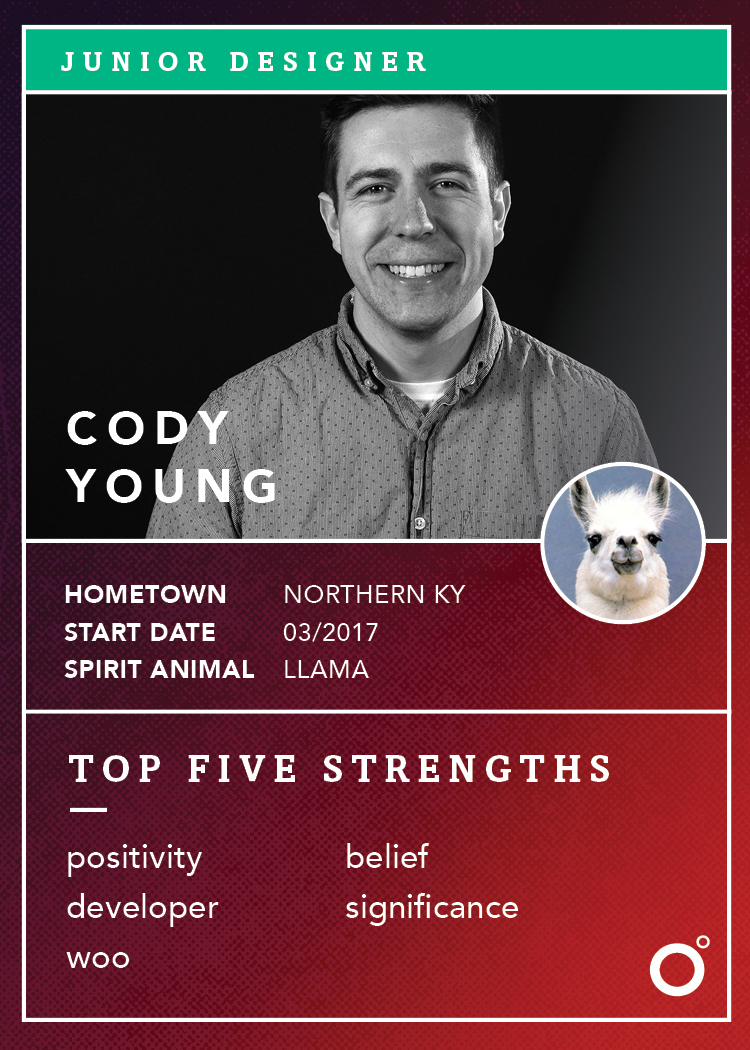 JUNIOR DESIGNER
CODY
YOUNG
HOMETOWN NORTHERN KY
START DATE 03/2017
SPIRIT ANIMAL LLAMA
TOP FIVE STRENGTHS
positivity belief
developer significance
woo